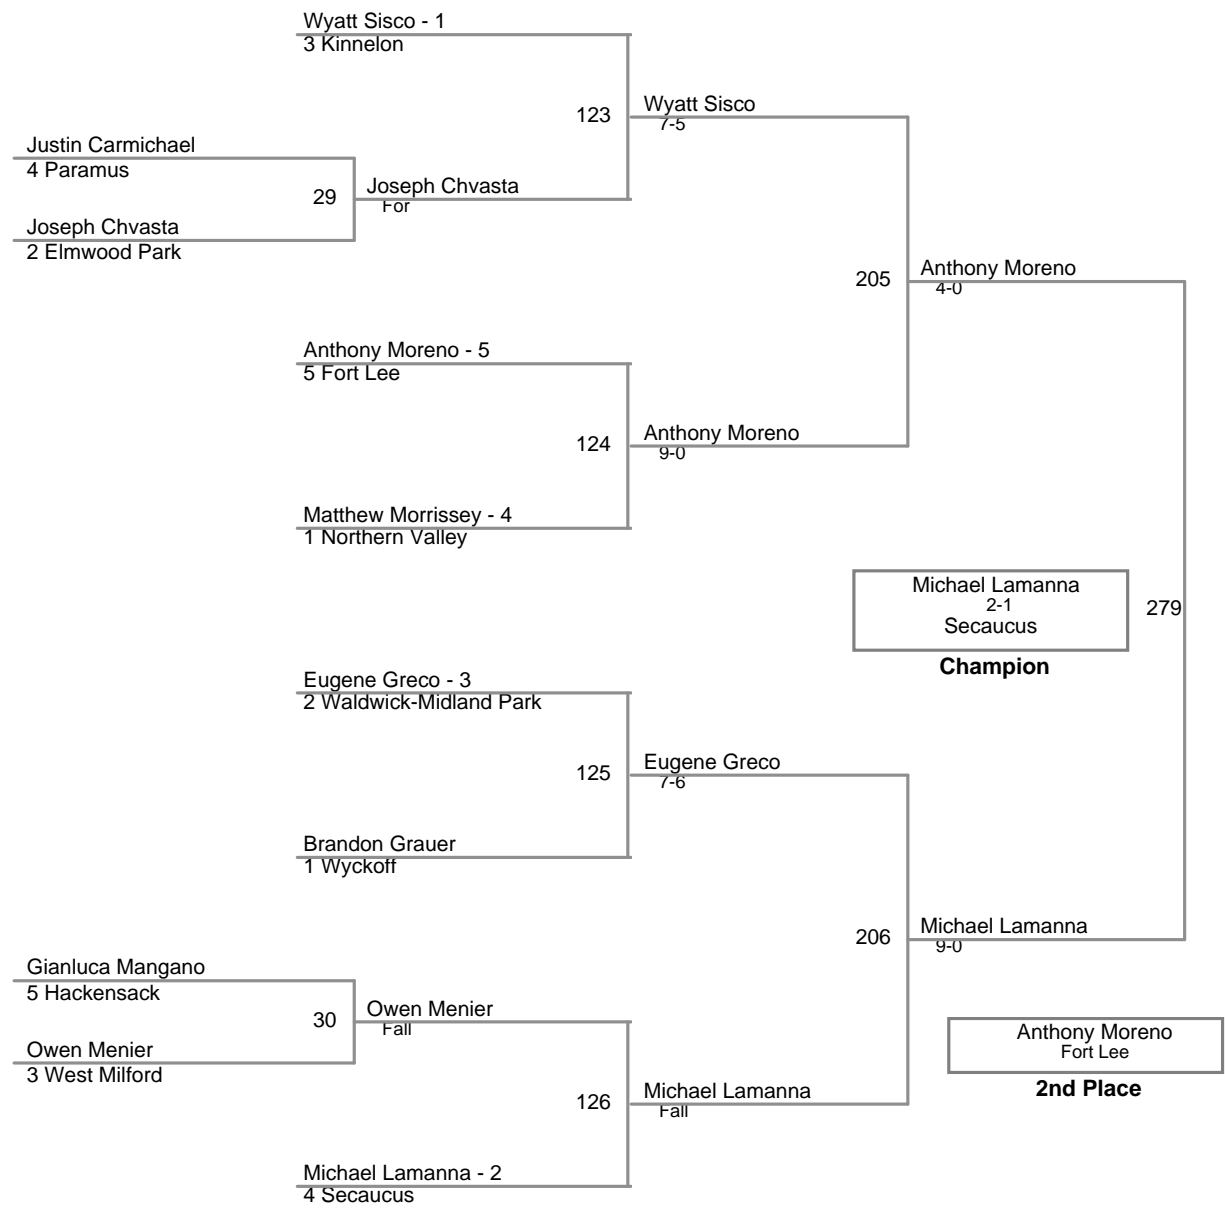 Wyatt Sisco - 1
3 Kinnelon
123
Wyatt Sisco
7-5
Justin Carmichael
4 Paramus
29
Joseph Chvasta
For
Joseph Chvasta
2 Elmwood Park
205
Anthony Moreno
4-0
Anthony Moreno - 5
5 Fort Lee
124
Anthony Moreno
9-0
Matthew Morrissey - 4
1 Northern Valley
Michael Lamanna
2-1
Secaucus
Champion
279
Eugene Greco - 3
2 Waldwick-Midland Park
125
Eugene Greco
7-6
Brandon Grauer
1 Wyckoff
206
Michael Lamanna
9-0
Gianluca Mangano
5 Hackensack
30
Owen Menier
Fall
Owen Menier
3 West Milford
Anthony Moreno
Fort Lee
2nd Place
126
Michael Lamanna
Fall
Michael Lamanna - 2
4 Secaucus